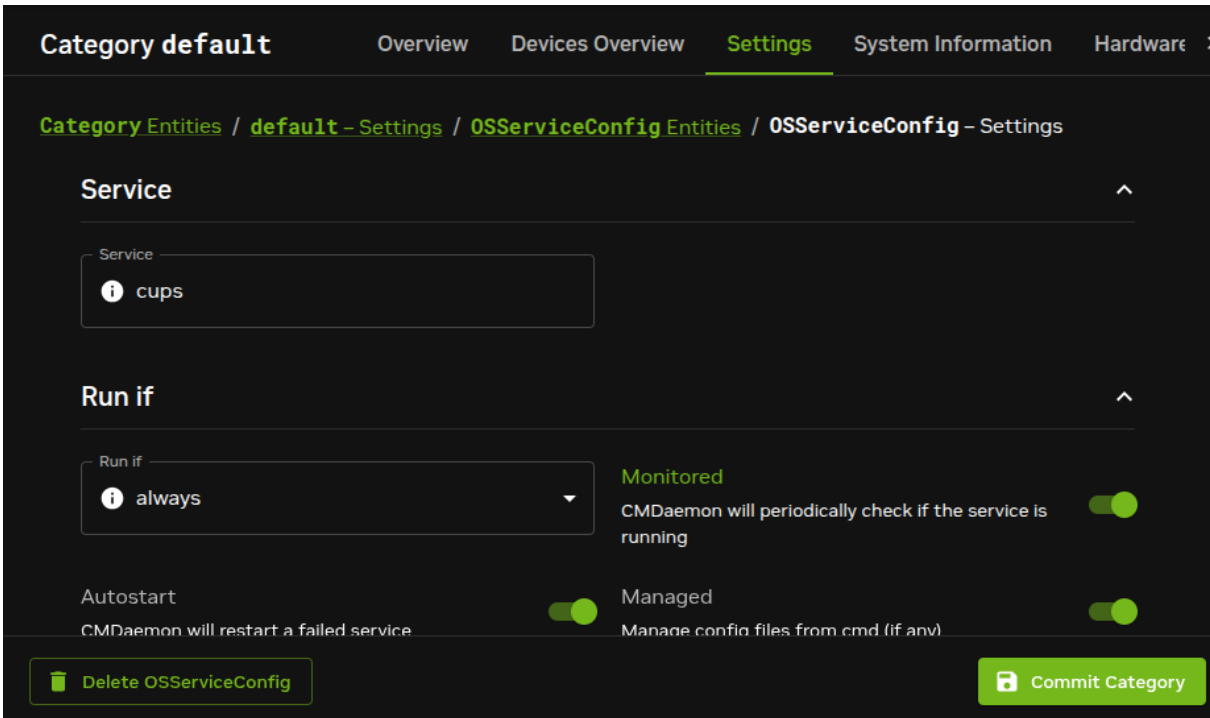 Category default Overview Devices Overview Settings System Information Hardware
Category Entities / default – Settings / OSServiceConfig Entities / OSServiceConfig – Settings
Service
Service
cups
Run if
Run if
always
Monitored
CMDaemon will periodically check if the service is
running
Autostart
CMDaemon will restart a failed service
Managed
Manage config files from cmd (if any)
Delete OSServiceConfig
Commit Category